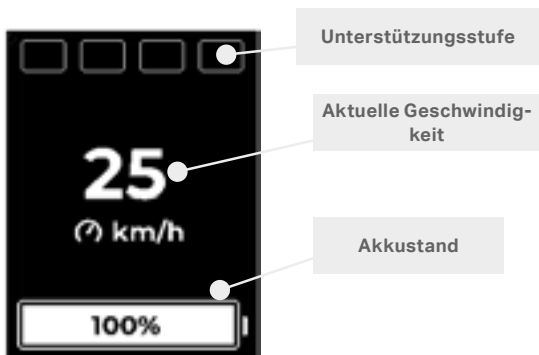 Unterstützungsstufe
Aktuelle Geschwindig-
keit
25
km/h
Akkustand
100%